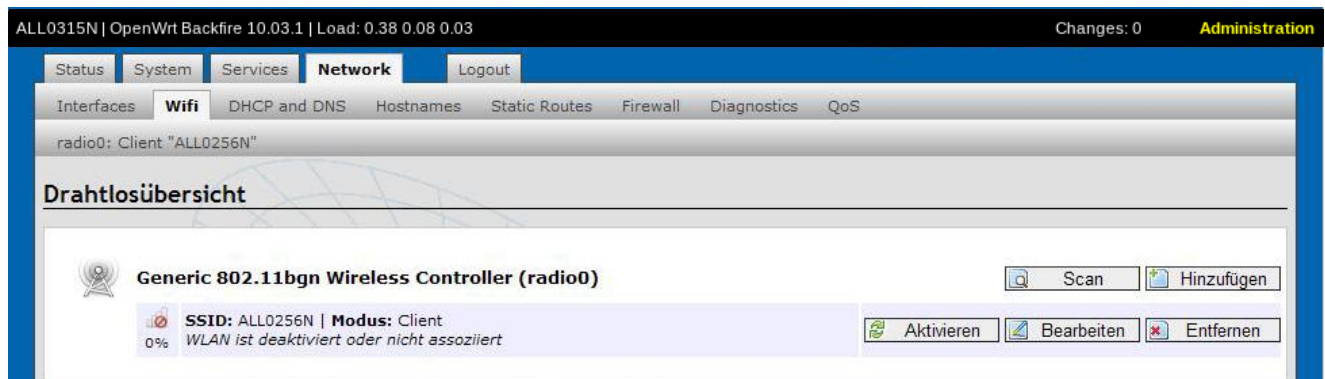 ALL0315N | OpenWrt Backfire 10.03.1 | Load: 0.38 0.08 0.03 Changes: 0 Administration
Status System Services Network Logout
Interfaces Wifi DHCP and DNS Hostnames Static Routes Firewall Diagnostics QoS
radio0: Client "ALL0256N"
Drahtlosübersicht
Generic 802.11bgn Wireless Controller (radio0) Scan Hinzufügen
SSID: ALL0256N | Modus: Client
0% WLAN ist deaktiviert oder nicht assoziiert Aktivieren Bearbeiten Entfernen